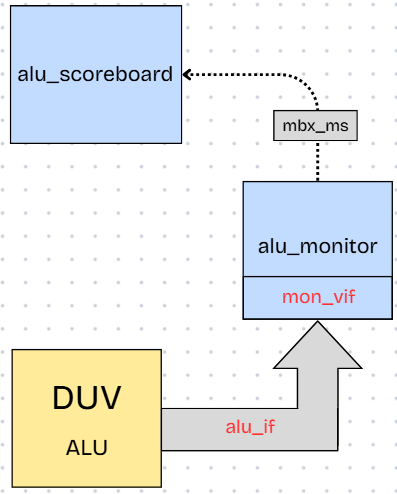 alu_scoreboard
mbx_ms
alu_monitor
mon_vif
DUV
ALU
alu_if